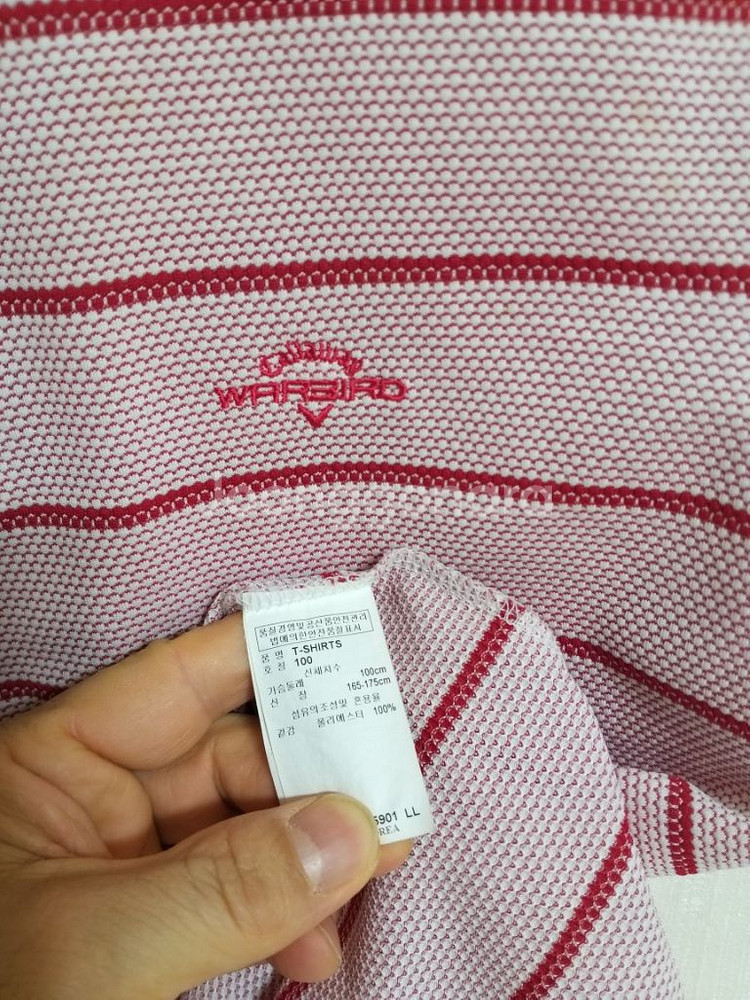 Callaway
WARBIRD
품질경영및공산품안전관리
법에의한안전품질표시
품 명 T-SHIRTS
호 칭 100
신체치수
가슴둘레 100cm
신 장 165-175cm
섬유의조성및 혼용율
겉감 폴리에스터 100%
5901 LL
REA